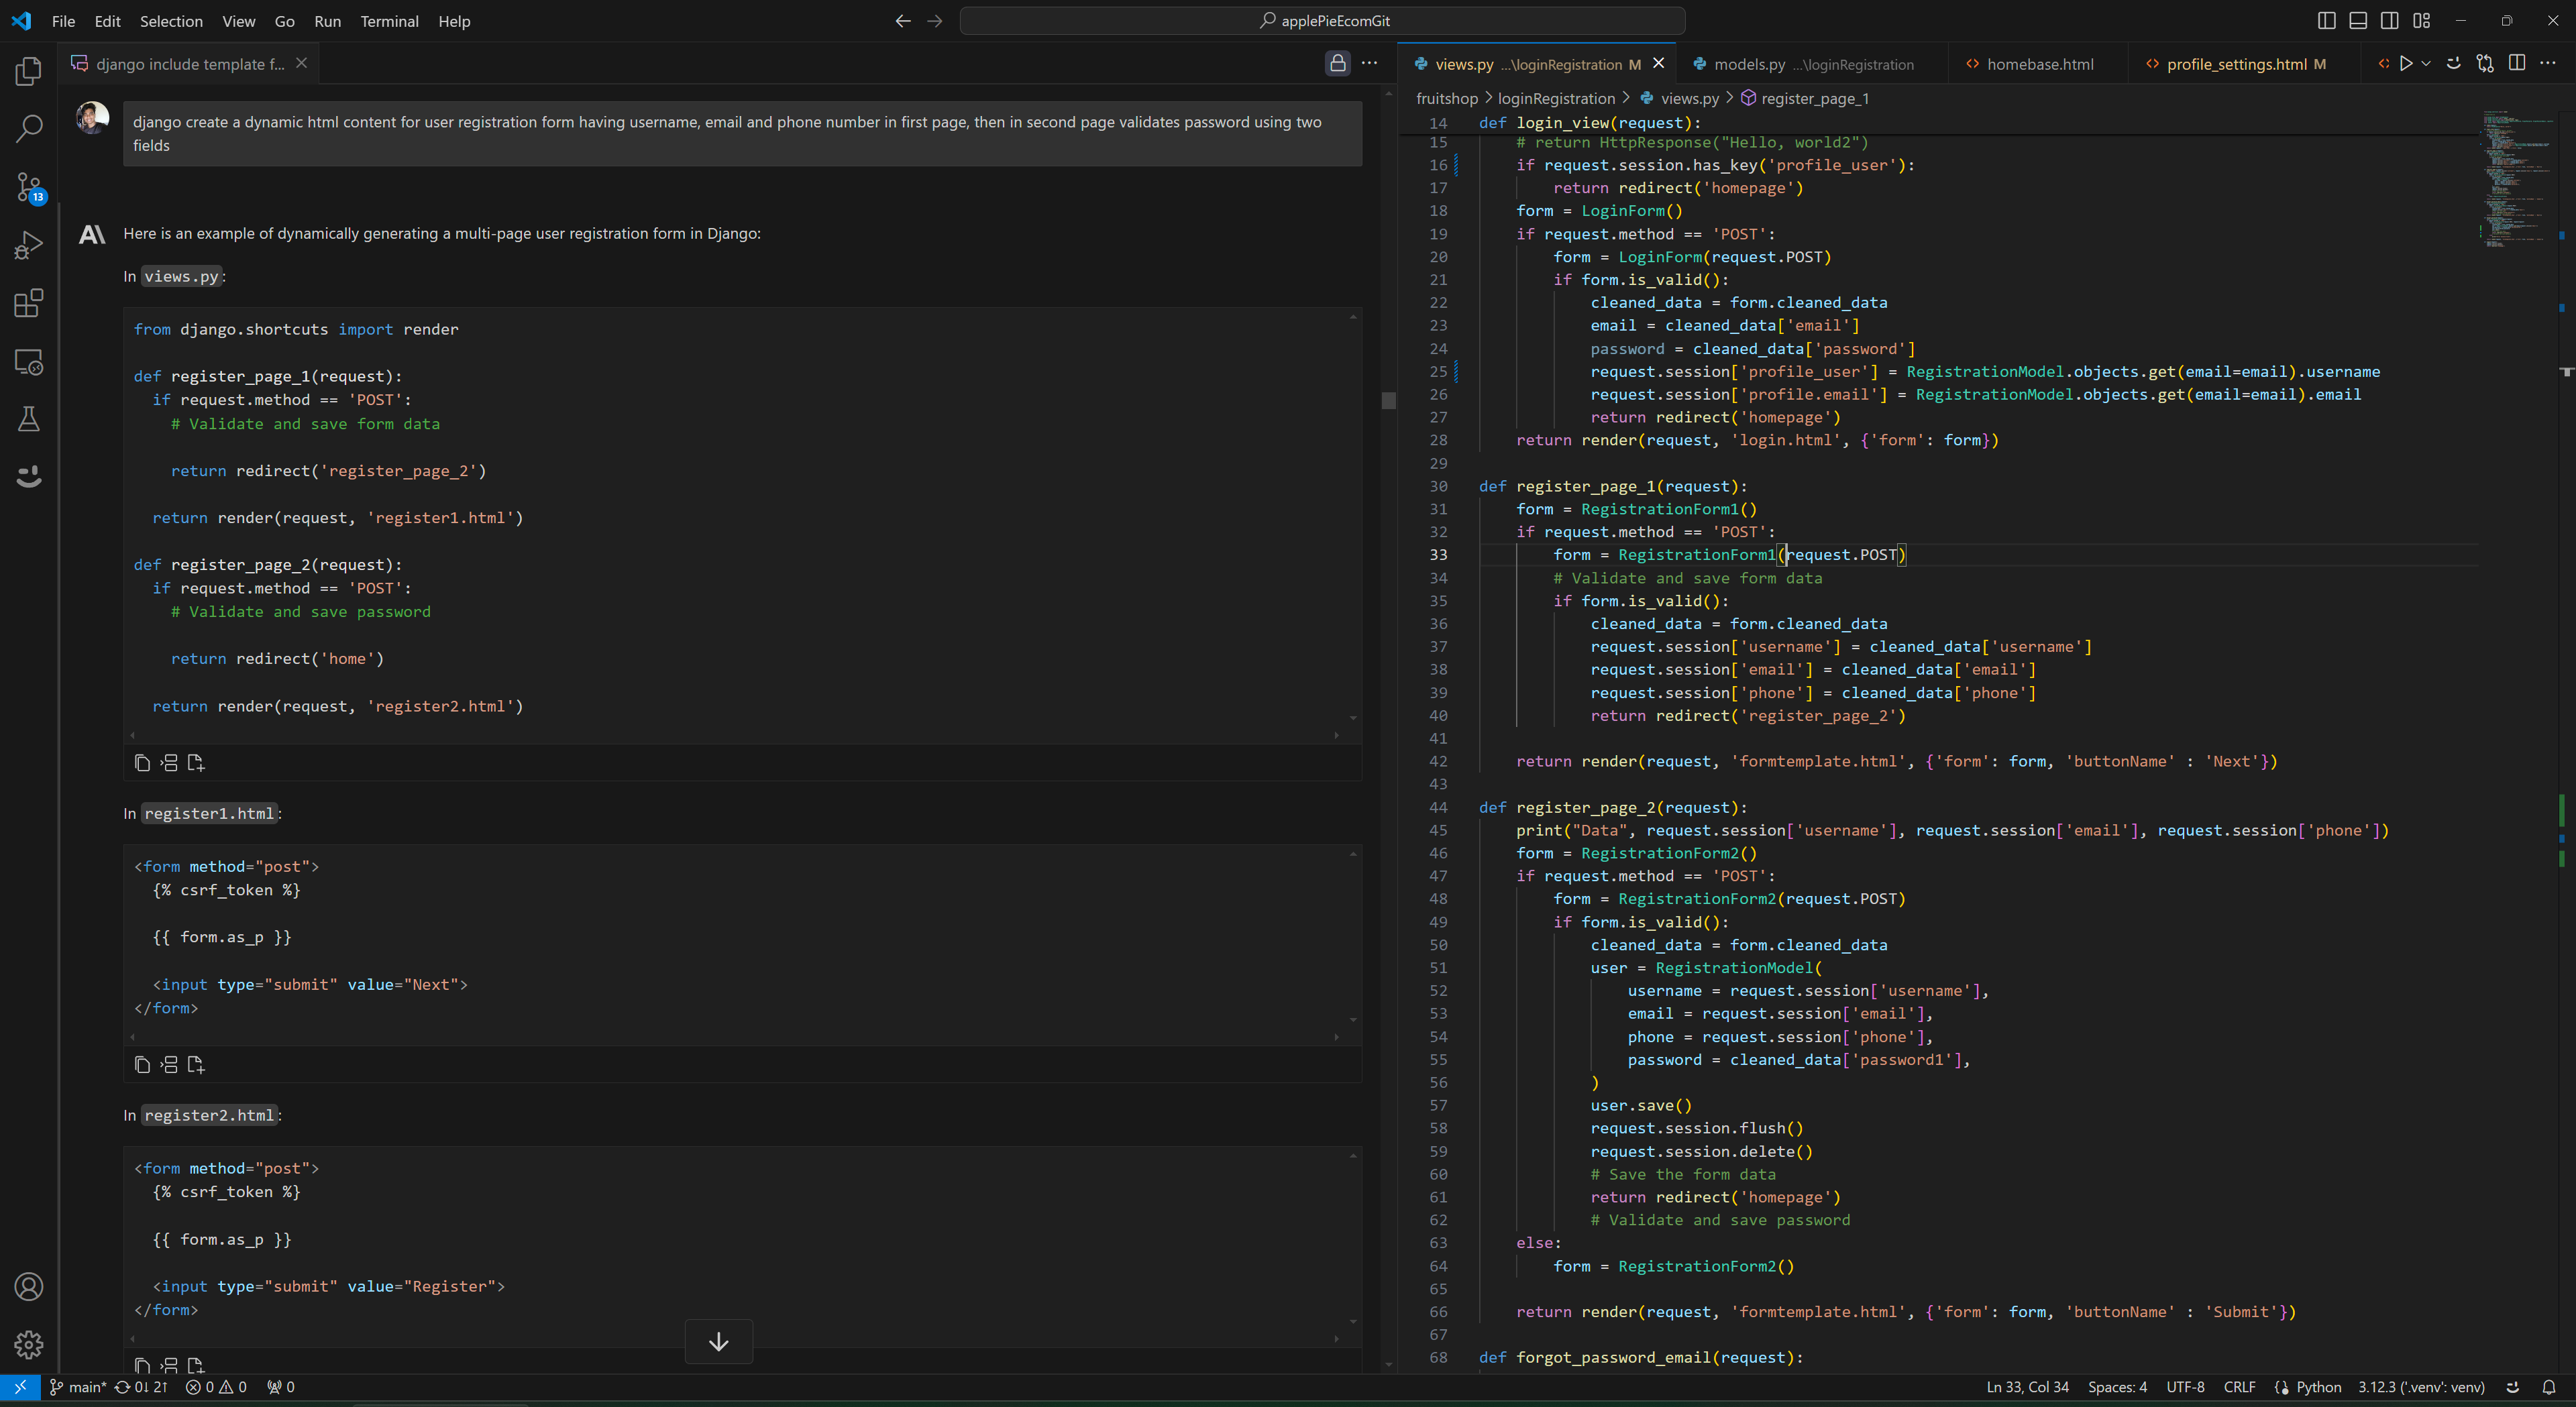 File Edit Selection View Go Run Terminal Help
applePieEcomGit
django include template f...
django create a dynamic html content for user registration form having username, email and phone number in first page, then in second page validates password using two
fields
Here is an example of dynamically generating a multi-page user registration form in Django:
In views.py:
from django.shortcuts import render
def register_page_1(request):
if request.method == 'POST':
# Validate and save form data
return redirect('register_page_2')
return render(request, 'register1.html')
def register_page_2(request):
if request.method == 'POST':
# Validate and save password
return redirect('home')
return render(request, 'register2.html')
In register1.html:
<form method="post">
{% csrf_token %}
{{ form.as_p }}
<input type="submit" value="Next">
</form>
In register2.html:
<form method="post">
{% csrf_token %}
{{ form.as_p }}
<input type="submit" value="Register">
</form>
13
views.py ...\loginRegistration M
models.py ...\loginRegistration
homebase.html
profile_settings.html M
fruitshop > loginRegistration > views.py > register_page_1
14 def login_view(request):
15 # return HttpResponse("Hello, world2")
16 if request.session.has_key('profile_user'):
17 return redirect('homepage')
18 form = LoginForm()
19 if request.method == 'POST':
20 form = LoginForm(request.POST)
21 if form.is_valid():
22 cleaned_data = form.cleaned_data
23 email = cleaned_data['email']
24 password = cleaned_data['password']
25 request.session['profile_user'] = RegistrationModel.objects.get(email=email).username
26 request.session['profile.email'] = RegistrationModel.objects.get(email=email).email
27 return redirect('homepage')
28 return render(request, 'login.html', {'form': form})
29
30 def register_page_1(request):
31 form = RegistrationForm1()
32 if request.method == 'POST':
33 form = RegistrationForm1(request.POST)
34 # Validate and save form data
35 if form.is_valid():
36 cleaned_data = form.cleaned_data
37 request.session['username'] = cleaned_data['username']
38 request.session['email'] = cleaned_data['email']
39 request.session['phone'] = cleaned_data['phone']
40 return redirect('register_page_2')
41
42 return render(request, 'formtemplate.html', {'form': form, 'buttonName' : 'Next'})
43
44 def register_page_2(request):
45 print("Data", request.session['username'], request.session['email'], request.session['phone'])
46 form = RegistrationForm2()
47 if request.method == 'POST':
48 form = RegistrationForm2(request.POST)
49 if form.is_valid():
50 cleaned_data = form.cleaned_data
51 user = RegistrationModel(
52 username = request.session['username'],
53 email = request.session['email'],
54 phone = request.session['phone'],
55 password = cleaned_data['password1'],
56 )
57 user.save()
58 request.session.flush()
59 request.session.delete()
60 # Save the form data
61 return redirect('homepage')
62 # Validate and save password
63 else:
64 form = RegistrationForm2()
65
66 return render(request, 'formtemplate.html', {'form': form, 'buttonName' : 'Submit'})
67
68 def forgot_password_email(request):
main* 0↓ 2↑ 0 0 0
Ln 33, Col 34 Spaces: 4 UTF-8 CRLF Python 3.12.3 ('.venv': venv)